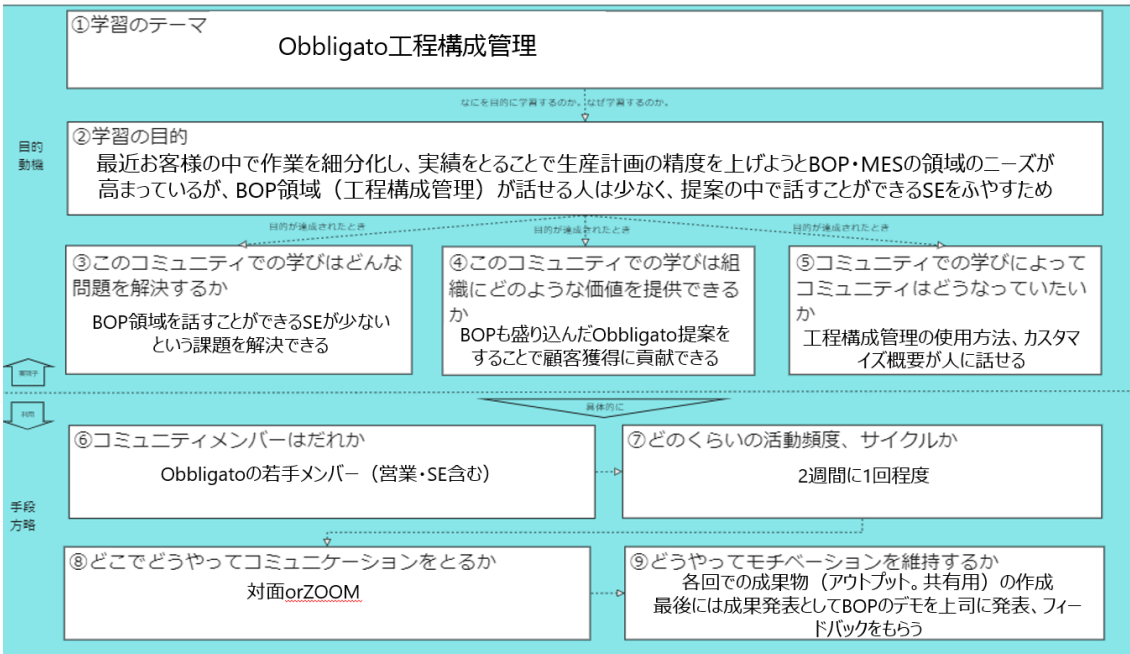 ①学習のテーマ
Obbligato工程構成管理
なにを目的に学習するのか。なぜ学習するのか。
目的
動機
②学習の目的
最近お客様の中で作業を細分化し、実績をとることで生産計画の精度を上げようとBOP・MESの領域のニーズが
高まっているが、BOP領域（工程構成管理）が話せる人は少なく、提案の中で話すことができるSEをふやすため
目的が達成されたとき
目的が達成されたとき
目的が達成されたとき
③このコミュニティでの学びはどんな
問題を解決するか
BOP領域を話すことができるSEが少ない
という課題を解決できる
④このコミュニティでの学びは組
織にどのような価値を提供できる
か
BOPも盛り込んだObbligato提案を
することで顧客獲得に貢献できる
⑤コミュニティでの学びによって
コミュニティはどうなっていたい
か
工程構成管理の使用方法、カスタマ
イズ概要が人に話せる
具体的に
⑥コミュニティメンバーはだれか
Obbligatoの若手メンバー（営業・SE含む）
⑦どのくらいの活動頻度、サイクルか
2週間に1回程度
手段
方略
⑧どこでどうやってコミュニケーションをとるか
対面orZOOM
⑨どうやってモチベーションを維持するか
各回での成果物（アウトプット。共有用）の作成
最後には成果発表としてBOPのデモを上司に発表、フィ
ードバックをもらう